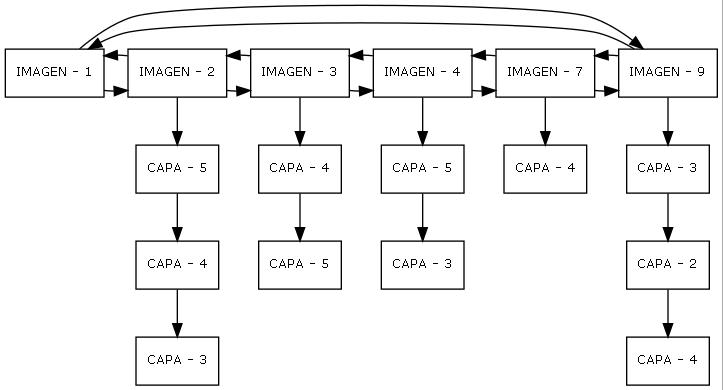 IMAGEN - 1
IMAGEN - 2
IMAGEN - 3
IMAGEN - 4
IMAGEN - 7
IMAGEN - 9
CAPA - 5
CAPA - 4
CAPA - 5
CAPA - 4
CAPA - 3
CAPA - 4
CAPA - 5
CAPA - 3
CAPA - 2
CAPA - 3
CAPA - 4